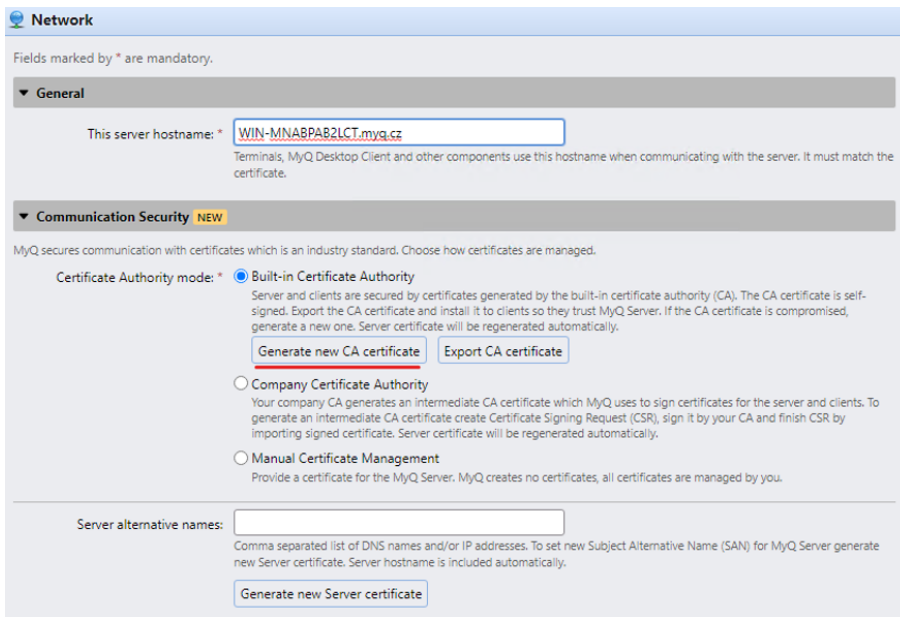 Network
Fields marked by * are mandatory.
General
This server hostname: * WIN-MNABPAB2LCT.myq.cz
Terminals, MyQ Desktop Client and other components use this hostname when communicating with the server. It must match the
certificate.
Communication Security NEW
MyQ secures communication with certificates which is an industry standard. Choose how certificates are managed.
Certificate Authority mode: * Built-in Certificate Authority
Server and clients are secured by certificates generated by the built-in certificate authority (CA). The CA certificate is self-
signed. Export the CA certificate and install it to clients so they trust MyQ Server. If the CA certificate is compromised,
generate a new one. Server certificate will be regenerated automatically.
Generate new CA certificate Export CA certificate
Company Certificate Authority
Your company CA generates an intermediate CA certificate which MyQ uses to sign certificates for the server and clients. To
generate an intermediate CA certificate create Certificate Signing Request (CSR), sign it by your CA and finish CSR by
importing signed certificate. Server certificate will be regenerated automatically.
Manual Certificate Management
Provide a certificate for the MyQ Server. MyQ creates no certificates, all certificates are managed by you.
Server alternative names:
Comma separated list of DNS names and/or IP addresses. To set new Subject Alternative Name (SAN) for MyQ Server generate
new Server certificate. Server hostname is included automatically.
Generate new Server certificate